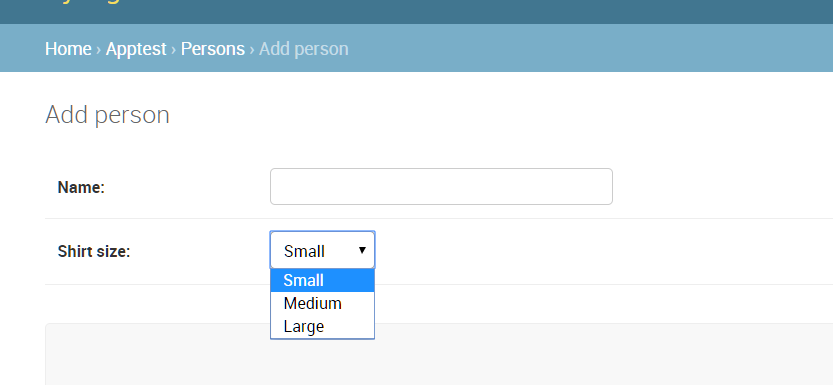 Home › Apptest › Persons › Add person
Add person
Name:
Shirt size:
Small
Small
Medium
Large